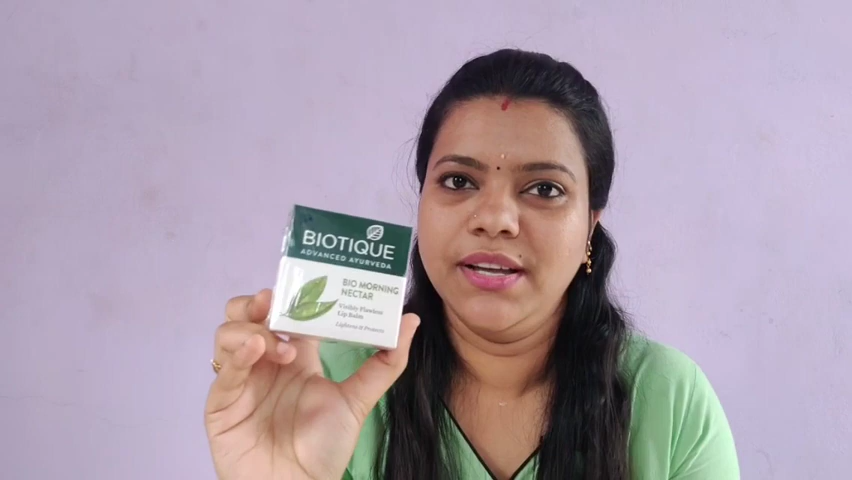 BIOTIQUE
ADVANCED AYURVEDA
BIO MORNING
NECTAR
Visibly Flawless
Lip Balm
Lightens & Protects